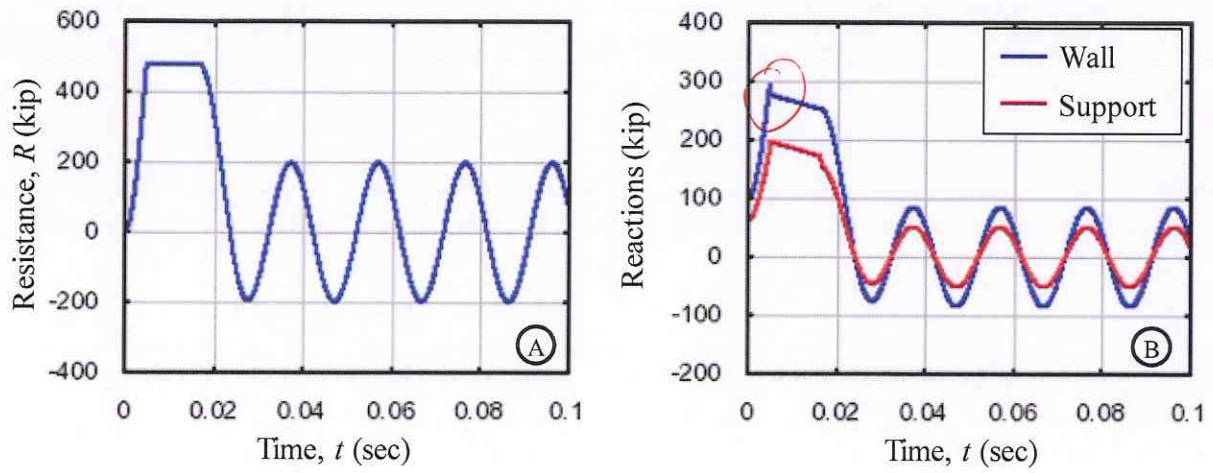 600
400
200
0
-200
-400
Resistance, R (kip)
0 0.02 0.04 0.06 0.08 0.1
Time, t (sec)
A
400
300
200
100
0
-100
-200
Reactions (kip)
Wall
Support
0 0.02 0.04 0.06 0.08 0.1
Time, t (sec)
B